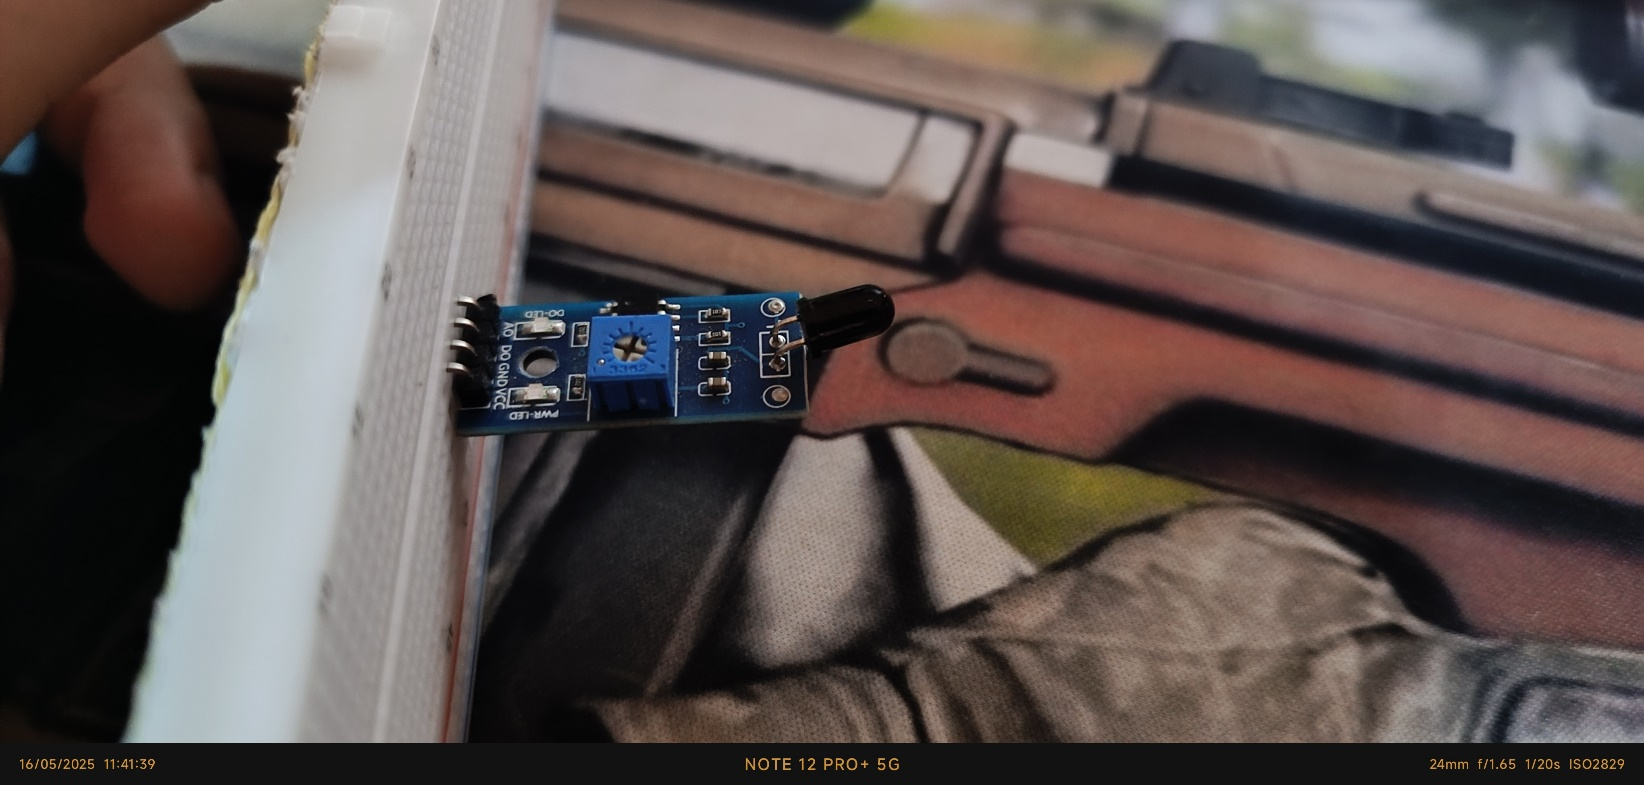 DO-LED
AO
DO
GND
VCC
PWR-LED
3362
16/05/2025 11:41:39
NOTE 12 PRO+ 5G
24mm f/1.65 1/20s ISO2829